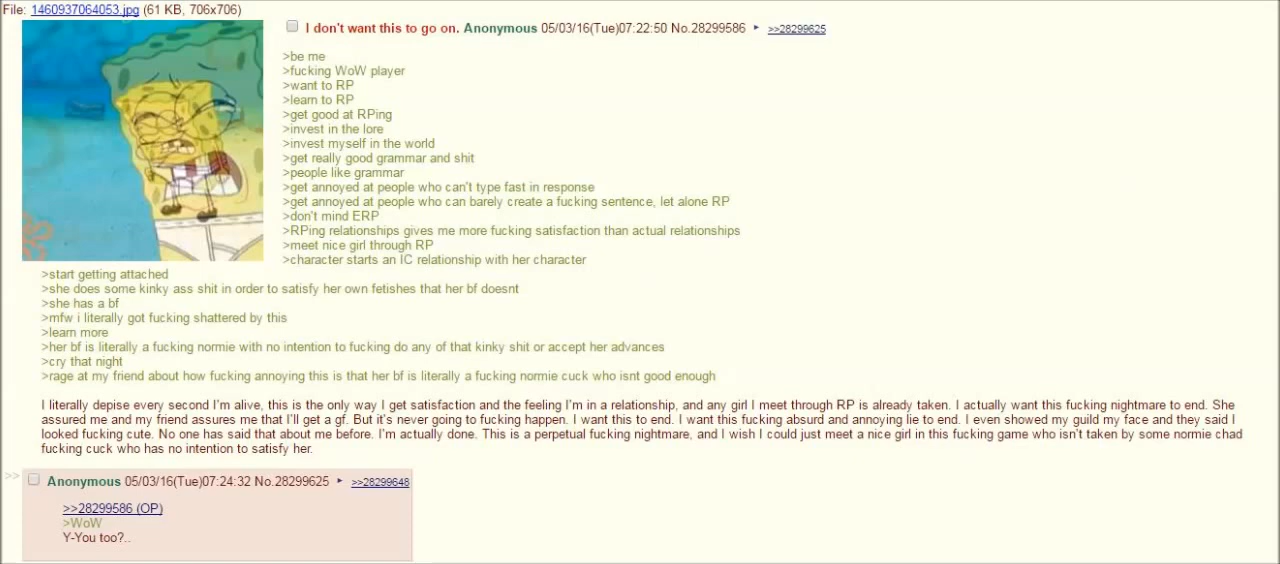 File: 1460937064053.jpg (61 KB, 706x706)
I don't want this to go on. Anonymous 05/03/16(Tue)07:22:50 No.28299586 ▸ >>28299625
>be me
>fucking WoW player
>want to RP
>learn to RP
>get good at RPing
>invest in the lore
>invest myself in the world
>get really good grammar and shit
>people like grammar
>get annoyed at people who can't type fast in response
>get annoyed at people who can barely create a fucking sentence, let alone RP
>don't mind ERP
>RPing relationships gives me more fucking satisfaction than actual relationships
>meet nice girl through RP
>character starts an IC relationship with her character
>start getting attached
>she does some kinky ass shit in order to satisfy her own fetishes that her bf doesnt
>she has a bf
>mfw i literally got fucking shattered by this
>learn more
>her bf is literally a fucking normie with no intention to fucking do any of that kinky shit or accept her advances
>cry that night
>rage at my friend about how fucking annoying this is that her bf is literally a fucking normie cuck who isnt good enough
I literally depise every second I'm alive, this is the only way I get satisfaction and the feeling I'm in a relationship, and any girl I meet through RP is already taken. I actually want this fucking nightmare to end. She
assured me and my friend assures me that I'll get a gf. But it's never going to fucking happen. I want this to end. I want this fucking absurd and annoying lie to end. I even showed my guild my face and they said I
looked fucking cute. No one has said that about me before. I'm actually done. This is a perpetual fucking nightmare, and I wish I could just meet a nice girl in this fucking game who isn't taken by some normie chad
fucking cuck who has no intention to satisfy her.
>> Anonymous 05/03/16(Tue)07:24:32 No.28299625 ▸ >>28299648
>>28299586 (OP)
>WoW
Y-You too?..